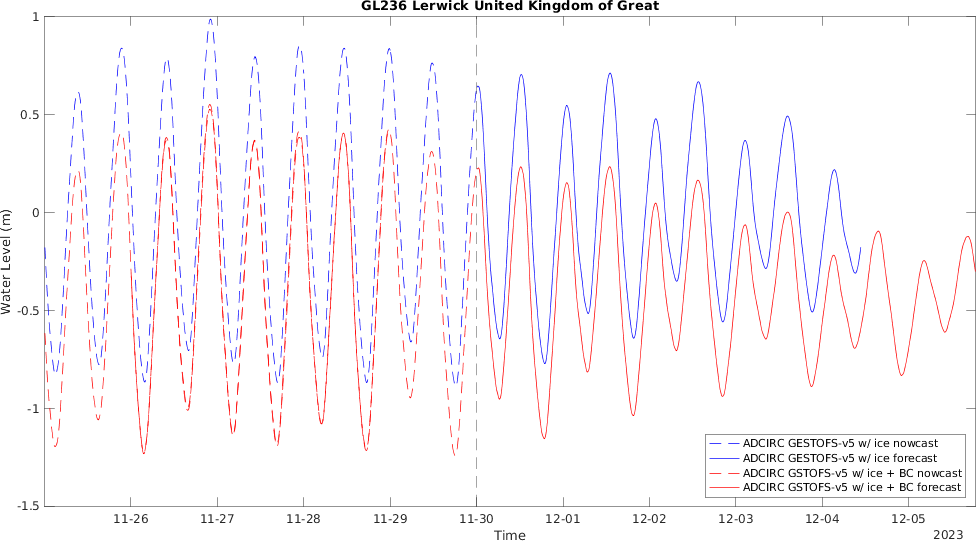 GL236 Lerwick United Kingdom of Great
1
0.5
0
-0.5
-1
-1.5
Water Level (m)
11-26 11-27 11-28 11-29 11-30 12-01 12-02 12-03 12-04 12-05
Time
2023
ADCIRC GESTOFS-v5 w/ ice nowcast
ADCIRC GESTOFS-v5 w/ ice forecast
ADCIRC GSTOFS-v5 w/ ice + BC nowcast
ADCIRC GSTOFS-v5 w/ ice + BC forecast